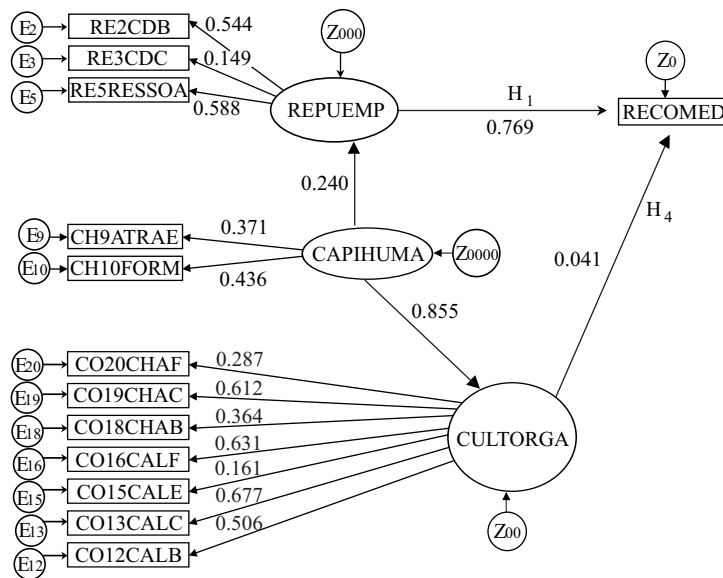 E2 RE2CDB 0.544 Z000
E3 RE3CDC 0.149 Z0
E5 RE5RESSOA 0.588 REPUEMP H1 RECOMED
0.769
0.240
E9 CH9ATRAE 0.371 H4
E10 CH10FORM 0.436 CAPIHUMA Z0000 0.041
0.855
E20 CO20CHAF 0.287
E19 CO19CHAC 0.612
E18 CO18CHAB 0.364
E16 CO16CALF 0.631 CULTORGA
E15 CO15CALE 0.161
E13 CO13CALC 0.677
E12 CO12CALB 0.506 Z00